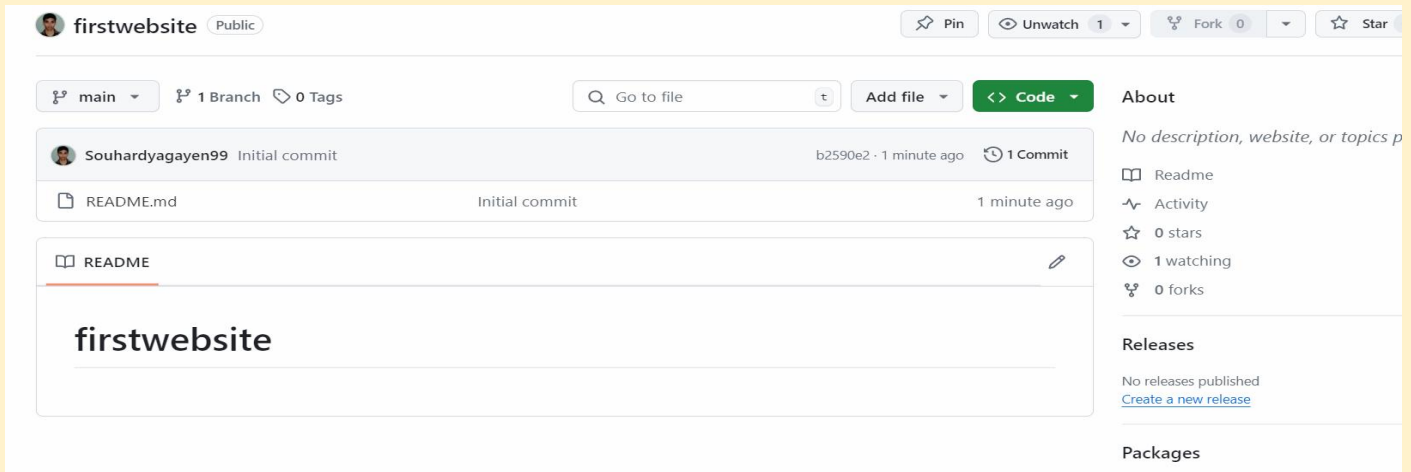 firstwebsite Public
Pin Unwatch 1 Fork 0 Star
main 1 Branch 0 Tags Go to file t Add file <> Code
Souhardyagayen99 Initial commit b2590e2 · 1 minute ago 1 Commit
README.md Initial commit 1 minute ago
README
firstwebsite
About
No description, website, or topics p
Readme
Activity
0 stars
1 watching
0 forks
Releases
No releases published
Create a new release
Packages